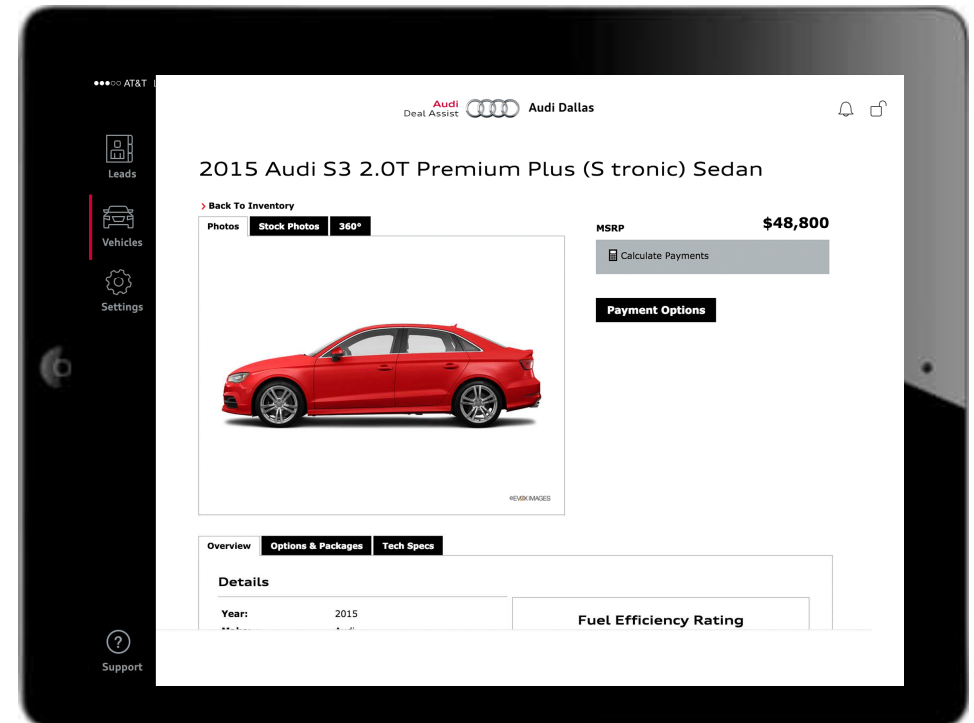 AT&T
Audi
Deal Assist
Audi Dallas
Leads
Vehicles
Settings
Support
2015 Audi S3 2.0T Premium Plus (S tronic) Sedan
Back To Inventory
Photos Stock Photos 360°
MSRP $48,800
Calculate Payments
Payment Options
©EVOX IMAGES
Overview Options & Packages Tech Specs
Details
Year: 2015
Fuel Efficiency Rating